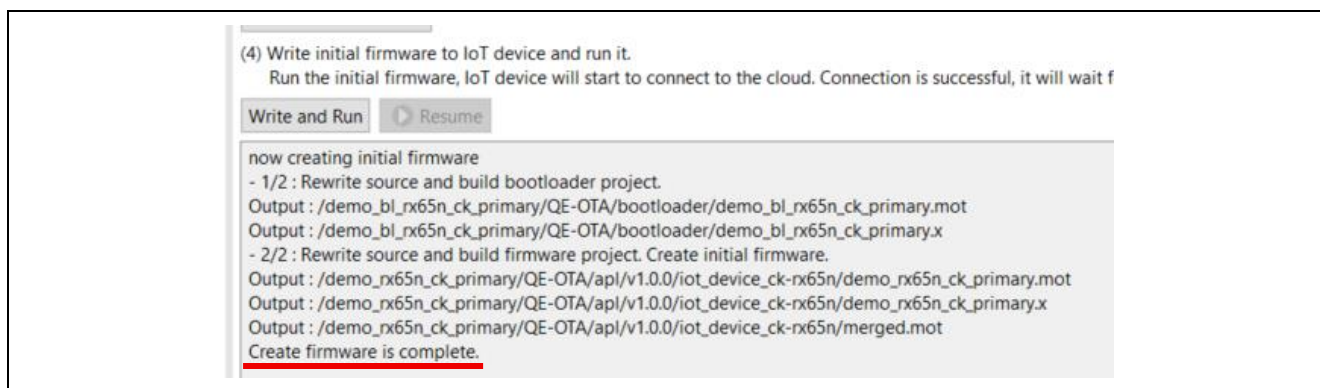 (4) Write initial firmware to IoT device and run it.
Run the initial firmware, IoT device will start to connect to the cloud. Connection is successful, it will wait f
Write and Run Resume
now creating initial firmware
- 1/2 : Rewrite source and build bootloader project.
Output : /demo_bl_rx65n_ck_primary/QE-OTA/bootloader/demo_bl_rx65n_ck_primary.mot
Output : /demo_bl_rx65n_ck_primary/QE-OTA/bootloader/demo_bl_rx65n_ck_primary.x
- 2/2 : Rewrite source and build firmware project. Create initial firmware.
Output : /demo_rx65n_ck_primary/QE-OTA/apl/v1.0.0/iot_device_ck-rx65n/demo_rx65n_ck_primary.mot
Output : /demo_rx65n_ck_primary/QE-OTA/apl/v1.0.0/iot_device_ck-rx65n/demo_rx65n_ck_primary.x
Output : /demo_rx65n_ck_primary/QE-OTA/apl/v1.0.0/iot_device_ck-rx65n/merged.mot
Create firmware is complete.